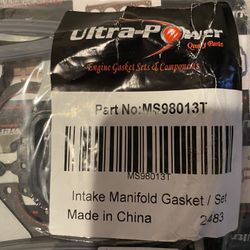 Ultra-Power
Quality Parts
Engine Gasket Sets & Components
Part No:MS98013T
MS98013T
Intake Manifold Gasket / Set
Made in China
2483